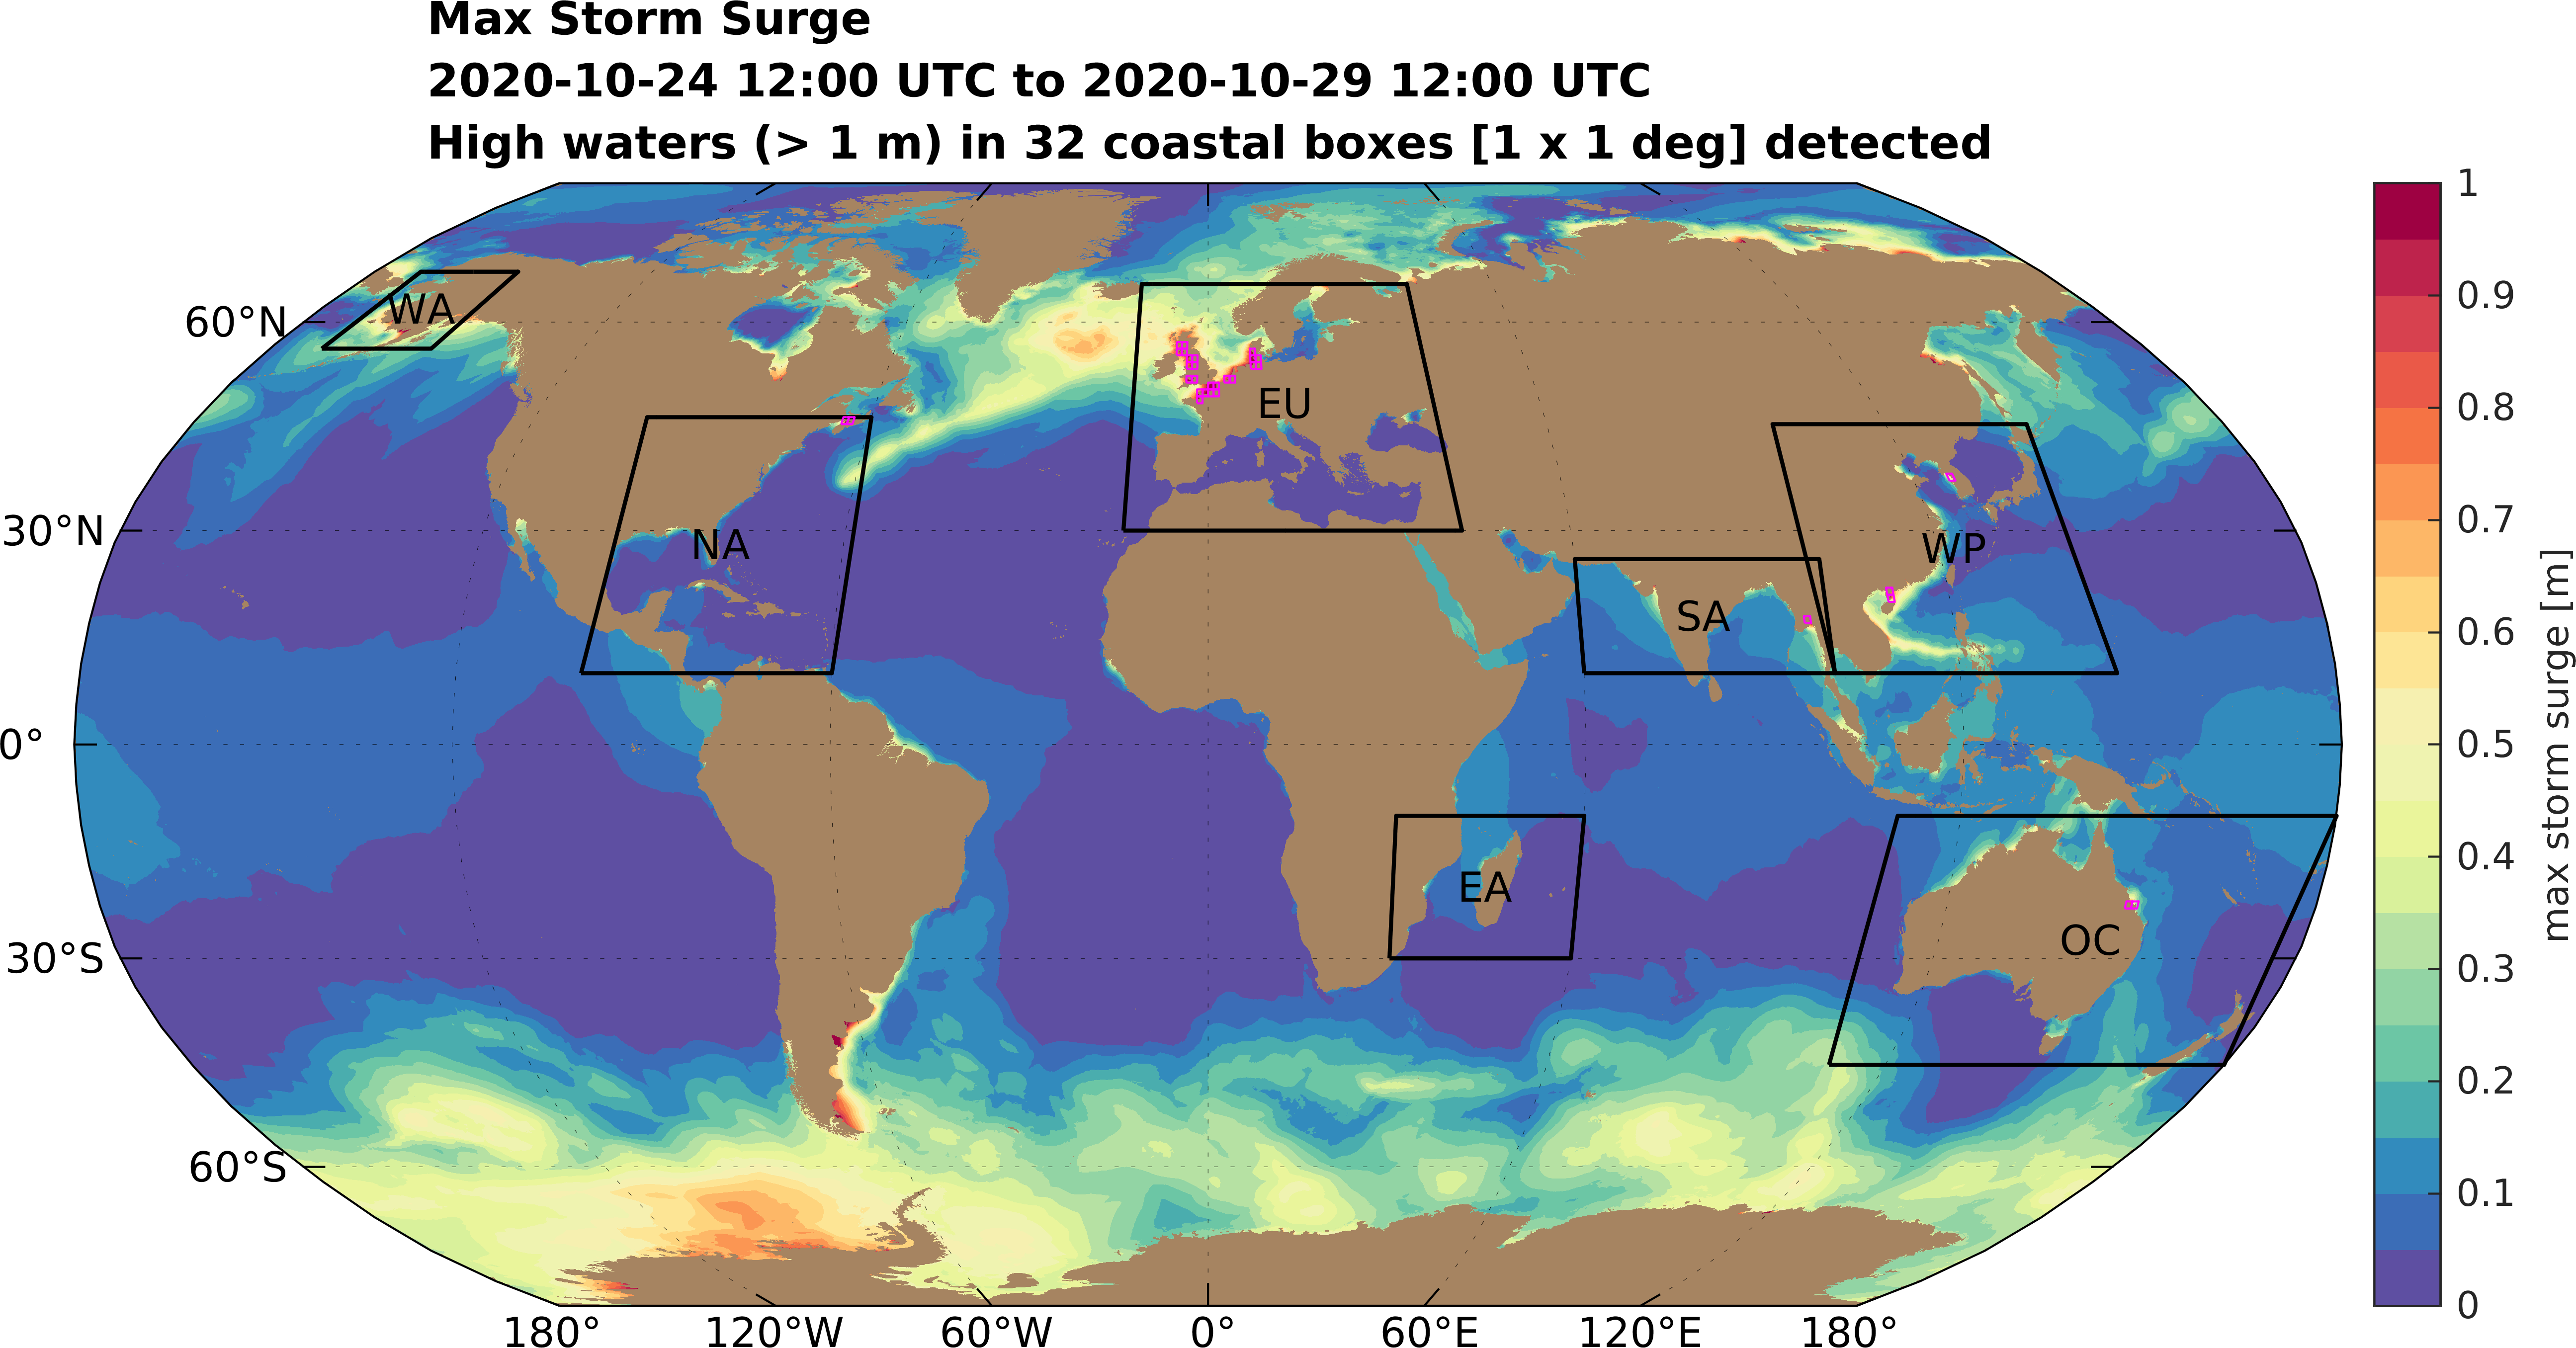 Max Storm Surge
2020-10-24 12:00 UTC to 2020-10-29 12:00 UTC
High waters (> 1 m) in 32 coastal boxes [1 x 1 deg] detected
60°N
30°N
0°
30°S
60°S
WA
NA
EU
SA
WP
EA
OC
180°
120°W
60°W
0°
60°E
120°E
180°
1
0.9
0.8
0.7
0.6
0.5
0.4
0.3
0.2
0.1
0
max storm surge [m]